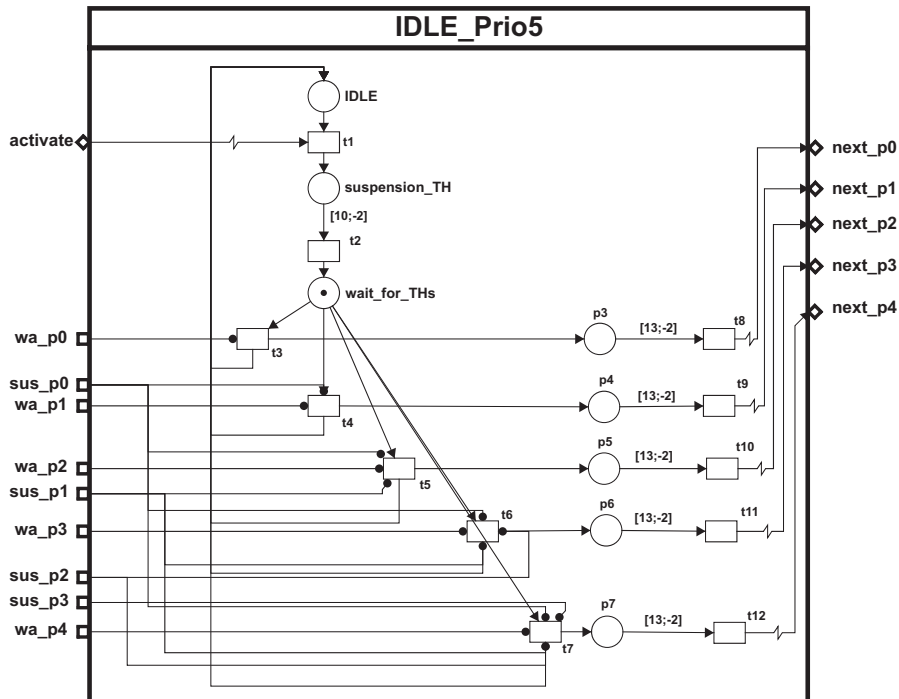 IDLE_Prio5
IDLE
activate
t1
next_p0
suspension_TH
next_p1
[10;-2]
next_p2
t2
next_p3
wait_for_THs
next_p4
p3
[13;-2]
t8
wa_p0
t3
sus_p0
p4
[13;-2]
t9
wa_p1
t4
p5
[13;-2]
t10
wa_p2
t5
sus_p1
p6
[13;-2]
t11
t6
wa_p3
sus_p2
sus_p3
p7
[13;-2]
t12
wa_p4
t7